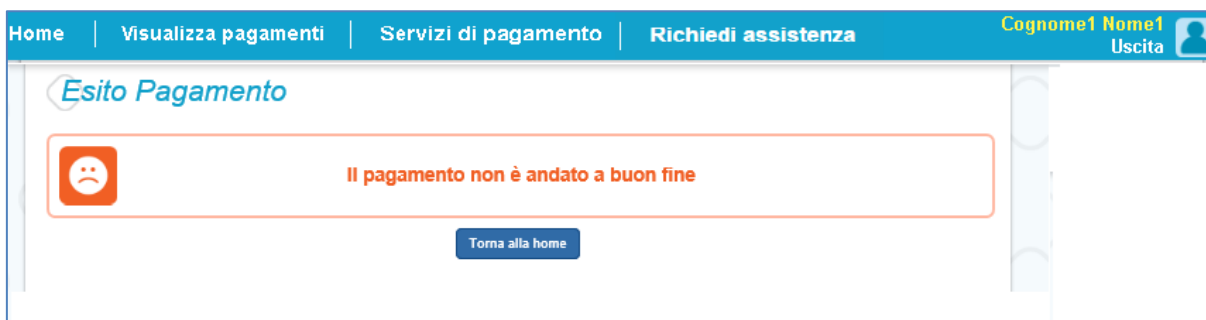 Home Visualizza pagamenti Servizi di pagamento Richiedi assistenza Cognome1 Nome1
Uscita
Esito Pagamento
Il pagamento non è andato a buon fine
Torna alla home